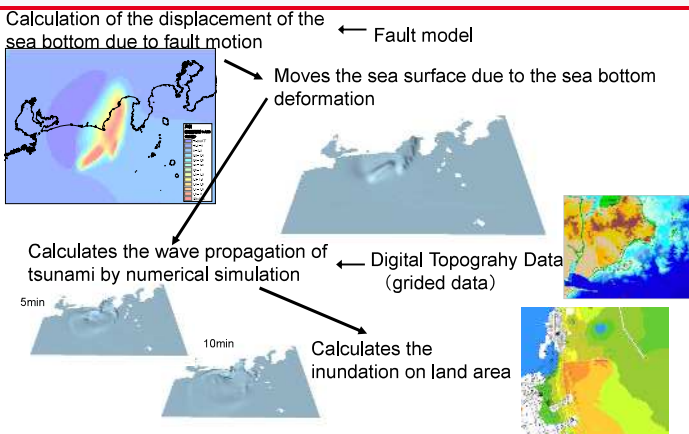 Calculation of the displacement of the
sea bottom due to fault motion
Fault model
Moves the sea surface due to the sea bottom
deformation
Calculates the wave propagation of
tsunami by numerical simulation
Digital Topograhy Data
（grided data）
5min
10min
Calculates the
inundation on land area